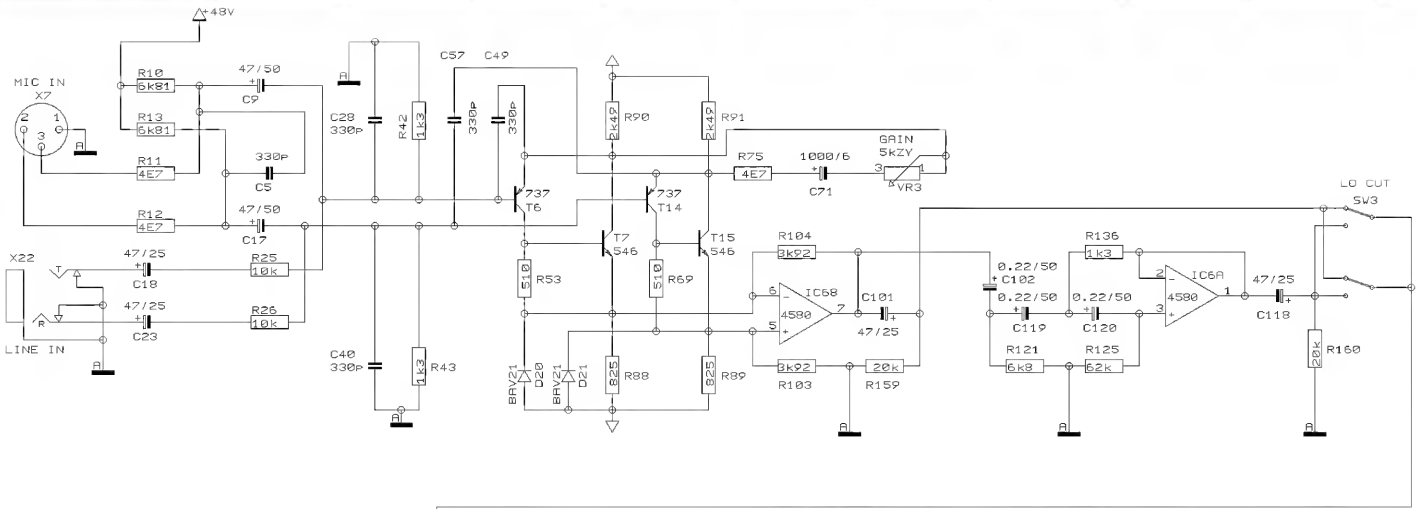 +48V
MIC IN
X7
2
1
3
A
R10
6k81
R13
6k81
R11
4E7
R12
4E7
47/50
+
C9
330p
C5
47/50
+
C17
X22
T
R
LINE IN
A
47/25
+
C18
47/25
+
C23
R25
10k
R26
10k
A
C28
330p
R42
1k3
C40
330p
R43
1k3
A
C57
C49
330p
330p
737
T6
R90
2k49
R91
2k49
737
T14
T7
546
T15
546
R53
510
R69
510
BAV21
D20
BAV21
D21
R88
825
R89
825
R75
4E7
1000/6
+
C71
GAIN
5kZY
3
1
VR3
R104
3k92
6
-
5
+
IC6B
4580
7
C101
+
47/25
R103
3k92
R159
20k
A
0.22/50
+
C102
0.22/50
+
C119
0.22/50
+
C120
R136
1k3
R121
6k8
R125
62k
A
2
-
3
+
IC6A
4580
1
47/25
+
C118
R160
20k
A
LO CUT
SW3